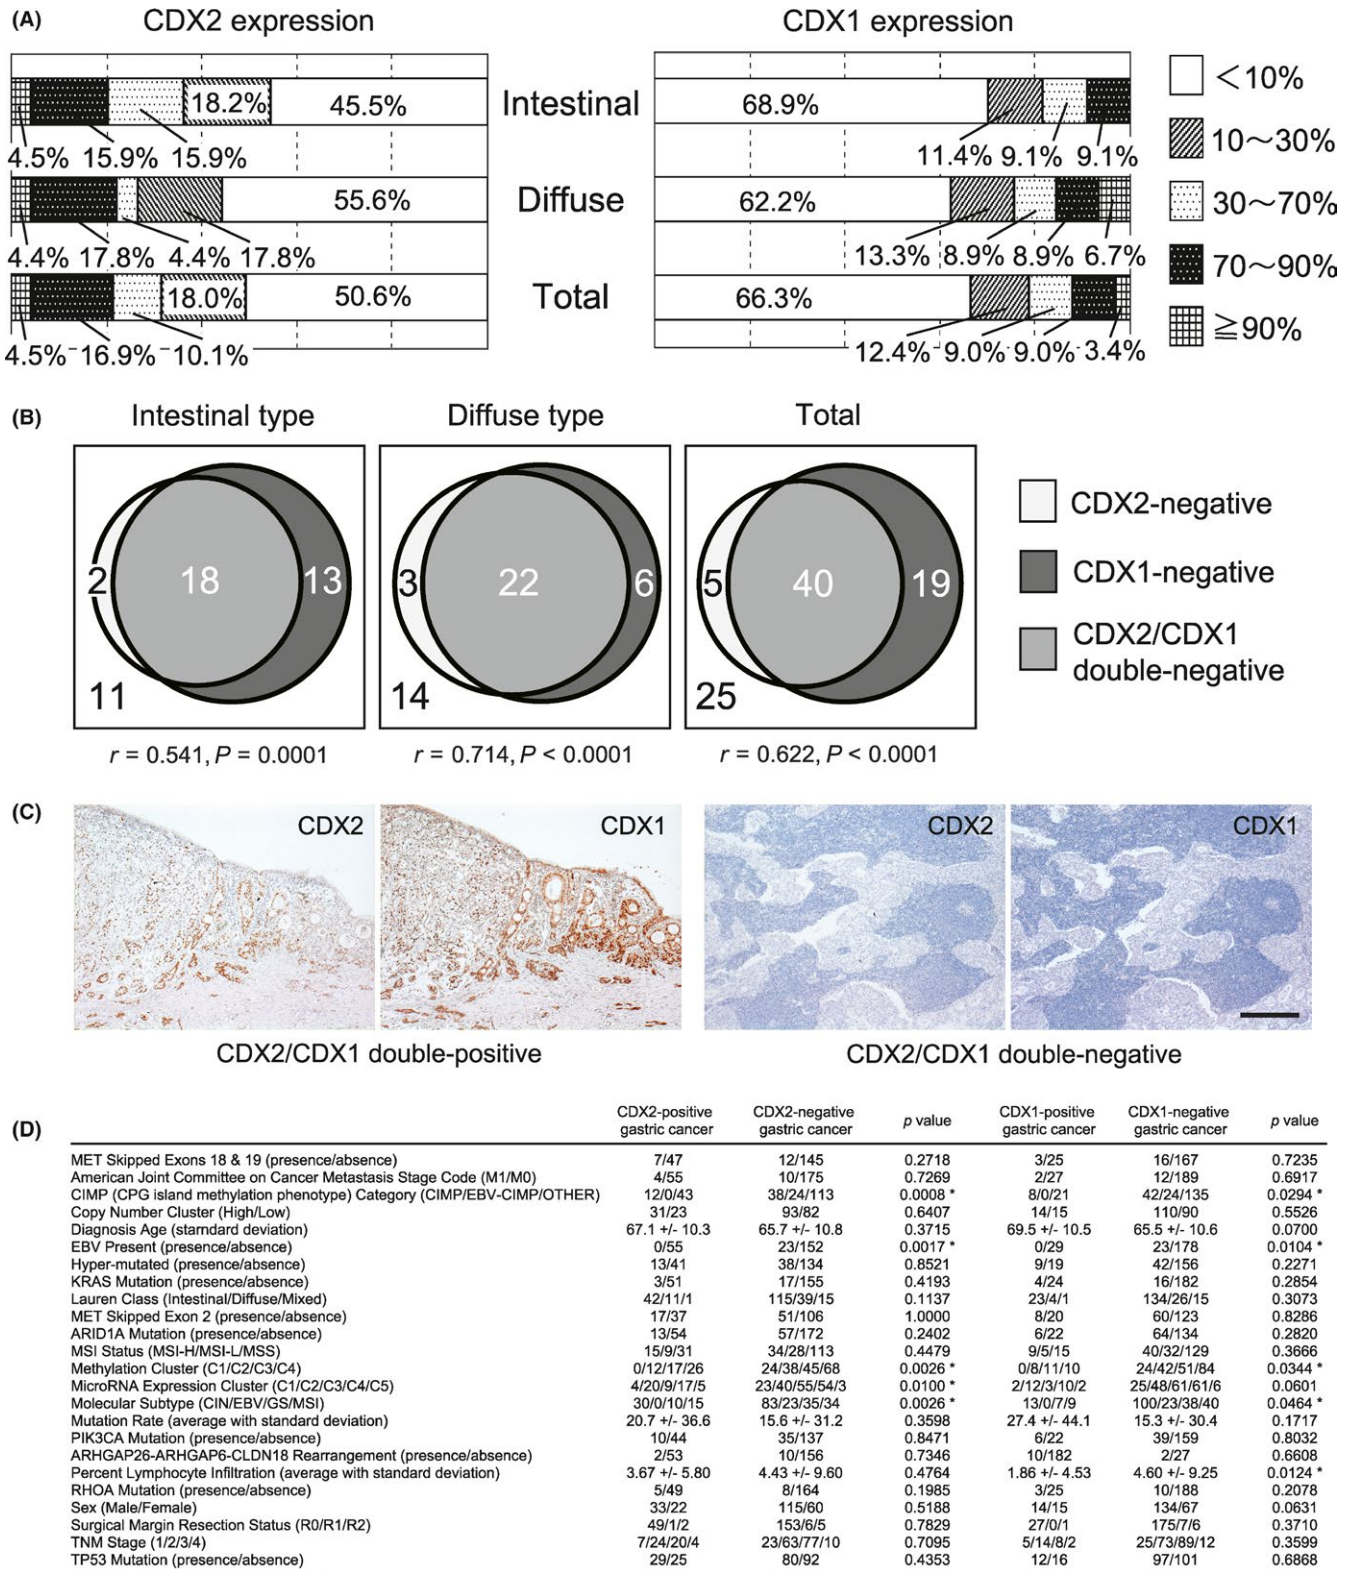 (A)
CDX2 expression
CDX1 expression
18.2% 45.5%
Intestinal
68.9%
<10%
4.5% 15.9% 15.9%
11.4% 9.1% 9.1%
10～30%
55.6%
Diffuse
62.2%
30～70%
4.4% 17.8% 4.4% 17.8%
13.3% 8.9% 8.9% 6.7%
70～90%
18.0% 50.6%
Total
66.3%
≧90%
4.5% 16.9% 10.1%
12.4% 9.0% 9.0% 3.4%
(B)
Intestinal type
Diffuse type
Total
2 18 13
11
3 22 6
14
5 40 19
25
CDX2-negative
CDX1-negative
CDX2/CDX1
double-negative
r = 0.541, P = 0.0001
r = 0.714, P < 0.0001
r = 0.622, P < 0.0001
(C)
CDX2
CDX1
CDX2
CDX1
CDX2/CDX1 double-positive
CDX2/CDX1 double-negative
(D)
CDX2-positive gastric cancer CDX2-negative gastric cancer p value CDX1-positive gastric cancer CDX1-negative gastric cancer p value
MET Skipped Exons 18 & 19 (presence/absence) 7/47 12/145 0.2718 3/25 16/167 0.7235
American Joint Committee on Cancer Metastasis Stage Code (M1/M0) 4/55 10/175 0.7269 2/27 12/189 0.6917
CIMP (CPG island methylation phenotype) Category (CIMP/EBV-CIMP/OTHER) 12/0/43 38/24/113 0.0008 * 8/0/21 42/24/135 0.0294 *
Copy Number Cluster (High/Low) 31/23 93/82 0.6407 14/15 110/90 0.5526
Diagnosis Age (starndard deviation) 67.1 +/- 10.3 65.7 +/- 10.8 0.3715 69.5 +/- 10.5 65.5 +/- 10.6 0.0700
EBV Present (presence/absence) 0/55 23/152 0.0017 * 0/29 23/178 0.0104 *
Hyper-mutated (presence/absence) 13/41 38/134 0.8521 9/19 42/156 0.2271
KRAS Mutation (presence/absence) 3/51 17/155 0.4193 4/24 16/182 0.2854
Lauren Class (Intestinal/Diffuse/Mixed) 42/11/1 115/39/15 0.1137 23/4/1 134/26/15 0.3073
MET Skipped Exon 2 (presence/absence) 17/37 51/106 1.0000 8/20 60/123 0.8286
ARID1A Mutation (presence/absence) 13/54 57/172 0.2402 6/22 64/134 0.2820
MSI Status (MSI-H/MSI-L/MSS) 15/9/31 34/28/113 0.4479 9/5/15 40/32/129 0.3666
Methylation Cluster (C1/C2/C3/C4) 0/12/17/26 24/38/45/68 0.0026 * 0/8/11/10 24/42/51/84 0.0344 *
MicroRNA Expression Cluster (C1/C2/C3/C4/C5) 4/20/9/17/5 23/40/55/54/3 0.0100 * 2/12/3/10/2 25/48/61/61/6 0.0601
Molecular Subtype (CIN/EBV/GS/MSI) 30/0/10/15 83/23/35/34 0.0026 * 13/0/7/9 100/23/38/40 0.0464 *
Mutation Rate (average with standard deviation) 20.7 +/- 36.6 15.6 +/- 31.2 0.3598 27.4 +/- 44.1 15.3 +/- 30.4 0.1717
PIK3CA Mutation (presence/absence) 10/44 35/137 0.8471 6/22 39/159 0.8032
ARHGAP26-ARHGAP6-CLDN18 Rearrangement (presence/absence) 2/53 10/156 0.7346 10/182 2/27 0.6608
Percent Lymphocyte Infiltration (average with standard deviation) 3.67 +/- 5.80 4.43 +/- 9.60 0.4764 1.86 +/- 4.53 4.60 +/- 9.25 0.0124 *
RHOA Mutation (presence/absence) 5/49 8/164 0.1985 3/25 10/188 0.2078
Sex (Male/Female) 33/22 115/60 0.5188 14/15 134/67 0.0631
Surgical Margin Resection Status (R0/R1/R2) 49/1/2 153/6/5 0.7829 27/0/1 175/7/6 0.3710
TNM Stage (1/2/3/4) 7/24/20/4 23/63/77/10 0.7095 5/14/8/2 25/73/89/12 0.3599
TP53 Mutation (presence/absence) 29/25 80/92 0.4353 12/16 97/101 0.6868